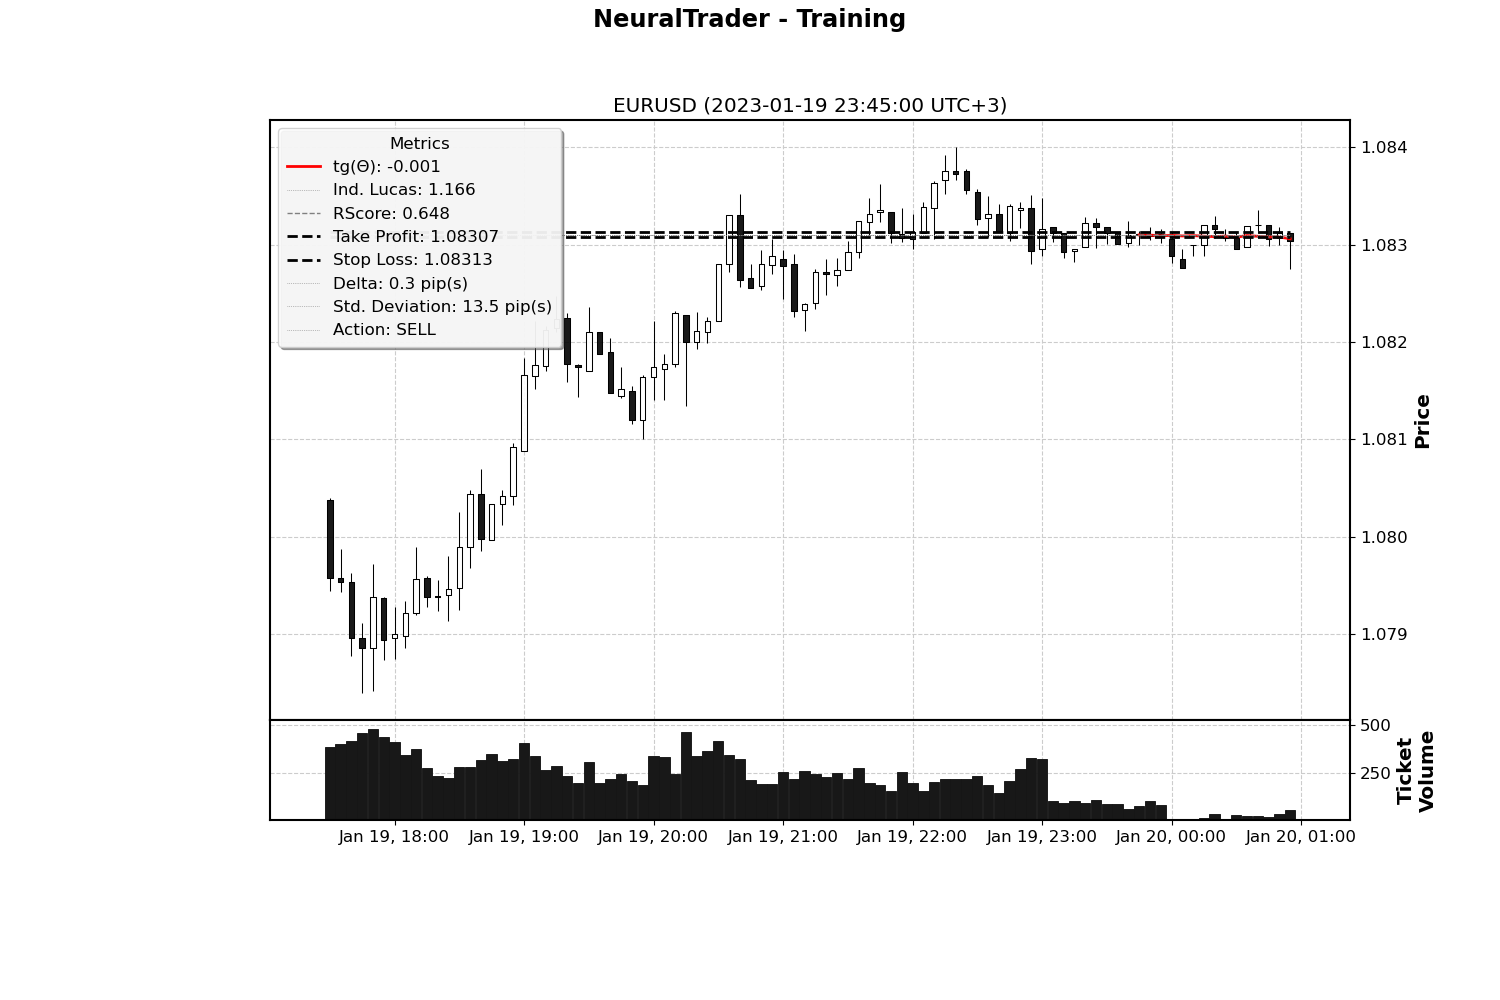 NeuralTrader - Training
EURUSD (2023-01-19 23:45:00 UTC+3)
Metrics
tg(Θ): -0.001
Ind. Lucas: 1.166
RScore: 0.648
Take Profit: 1.08307
Stop Loss: 1.08313
Delta: 0.3 pip(s)
Std. Deviation: 13.5 pip(s)
Action: SELL
1.084
1.083
1.082
1.081
1.080
1.079
Price
500
250
Ticket
Volume
Jan 19, 18:00
Jan 19, 19:00
Jan 19, 20:00
Jan 19, 21:00
Jan 19, 22:00
Jan 19, 23:00
Jan 20, 00:00
Jan 20, 01:00